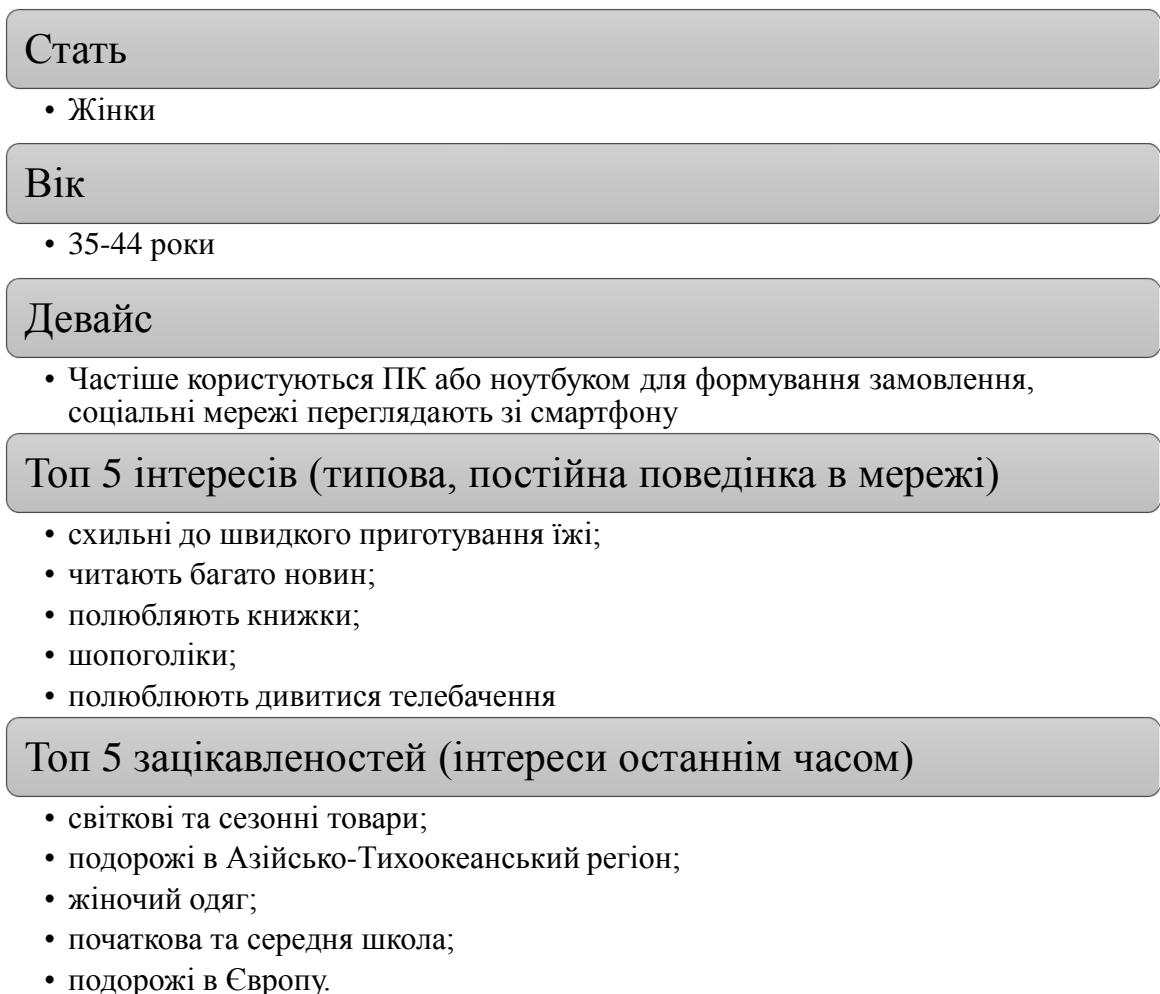 Стать
• Жінки
Вік
• 35-44 роки
Девайс
• Частіше користуються ПК або ноутбуком для формування замовлення,
соціальні мережі переглядають зі смартфону
Топ 5 інтересів (типова, постійна поведінка в мережі)
• схильні до швидкого приготування їжі;
• читають багато новин;
• полюбляють книжки;
• шопоголіки;
• полюблюють дивитися телебачення
Топ 5 зацікавленостей (інтереси останнім часом)
• світкові та сезонні товари;
• подорожі в Азійсько-Тихоокеанський регіон;
• жіночий одяг;
• початкова та середня школа;
• подорожі в Європу.